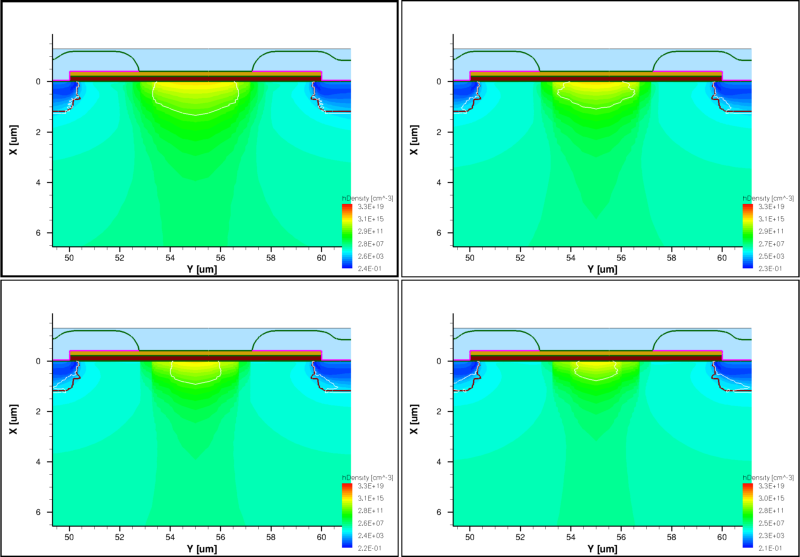 0
2
4
6
X [um]
50
52
54
56
58
60
Y [um]
hDensity [cm^-3]
3.3E+19
3.1E+15
2.9E+11
2.8E+07
2.6E+03
2.4E-01
0
2
4
6
X [um]
50
52
54
56
58
60
Y [um]
hDensity [cm^-3]
3.3E+19
3.1E+15
2.9E+11
2.7E+07
2.5E+03
2.3E-01
0
2
4
6
X [um]
50
52
54
56
58
60
Y [um]
hDensity [cm^-3]
3.3E+19
3.1E+15
2.8E+11
2.6E+07
2.4E+03
2.2E-01
0
2
4
6
X [um]
50
52
54
56
58
60
Y [um]
hDensity [cm^-3]
3.3E+19
3.0E+15
2.8E+11
2.6E+07
2.3E+03
2.1E-01